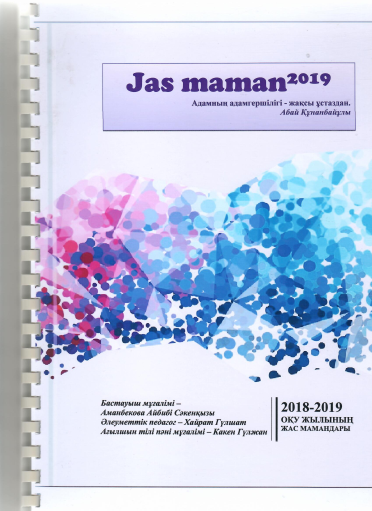 Jas maman2019
Адамның адамгершілігі - жақсы ұстаздан.
Абай Құнанбайұлы
Бастауыш мұғалімі –
Аманбекова Айбибі Сәкенқызы
Әлеуметтік педагог – Хайрат Гүлшат
Ағылшын тілі пәні мұғалімі – Какен Гүлжан
2018-2019
ОҚУ ЖЫЛЫНЫҢ
ЖАС МАМАНДАРЫ